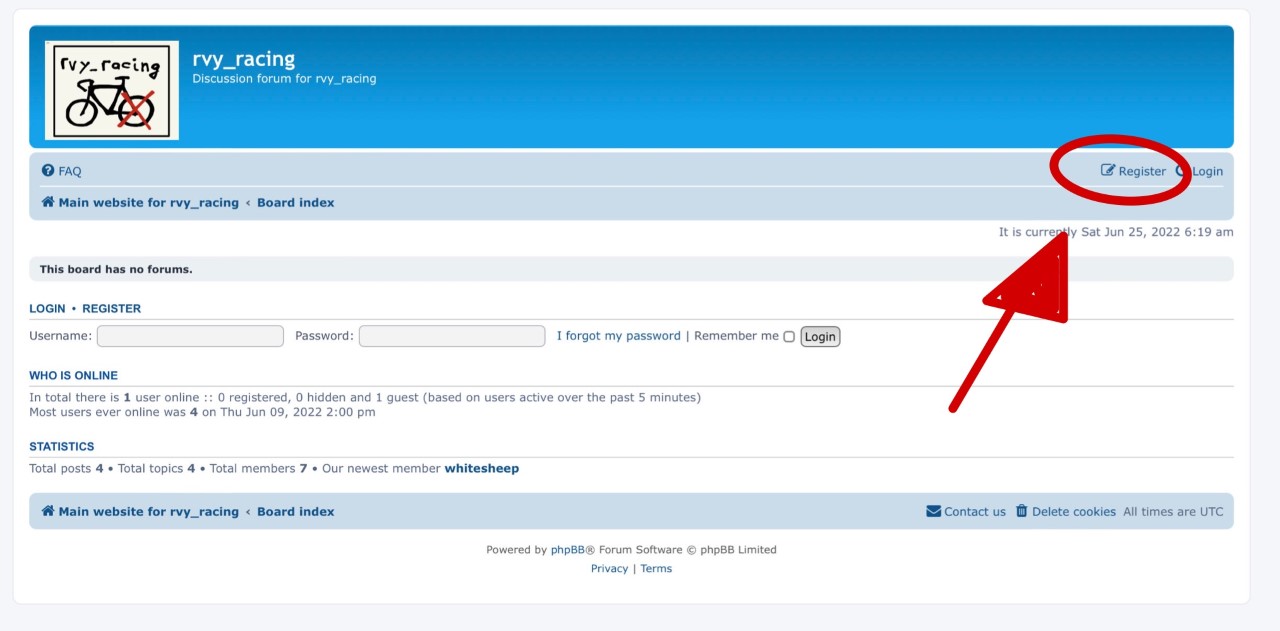 rvy_racing
rvy_racing
Discussion forum for rvy_racing
FAQ
Register Login
Main website for rvy_racing ‹ Board index
It is currently Sat Jun 25, 2022 6:19 am
This board has no forums.
LOGIN • REGISTER
Username: Password: I forgot my password | Remember me Login
WHO IS ONLINE
In total there is 1 user online :: 0 registered, 0 hidden and 1 guest (based on users active over the past 5 minutes)
Most users ever online was 4 on Thu Jun 09, 2022 2:00 pm
STATISTICS
Total posts 4 • Total topics 4 • Total members 7 • Our newest member whitesheep
Main website for rvy_racing ‹ Board index
Contact us Delete cookies All times are UTC
Powered by phpBB® Forum Software © phpBB Limited
Privacy | Terms